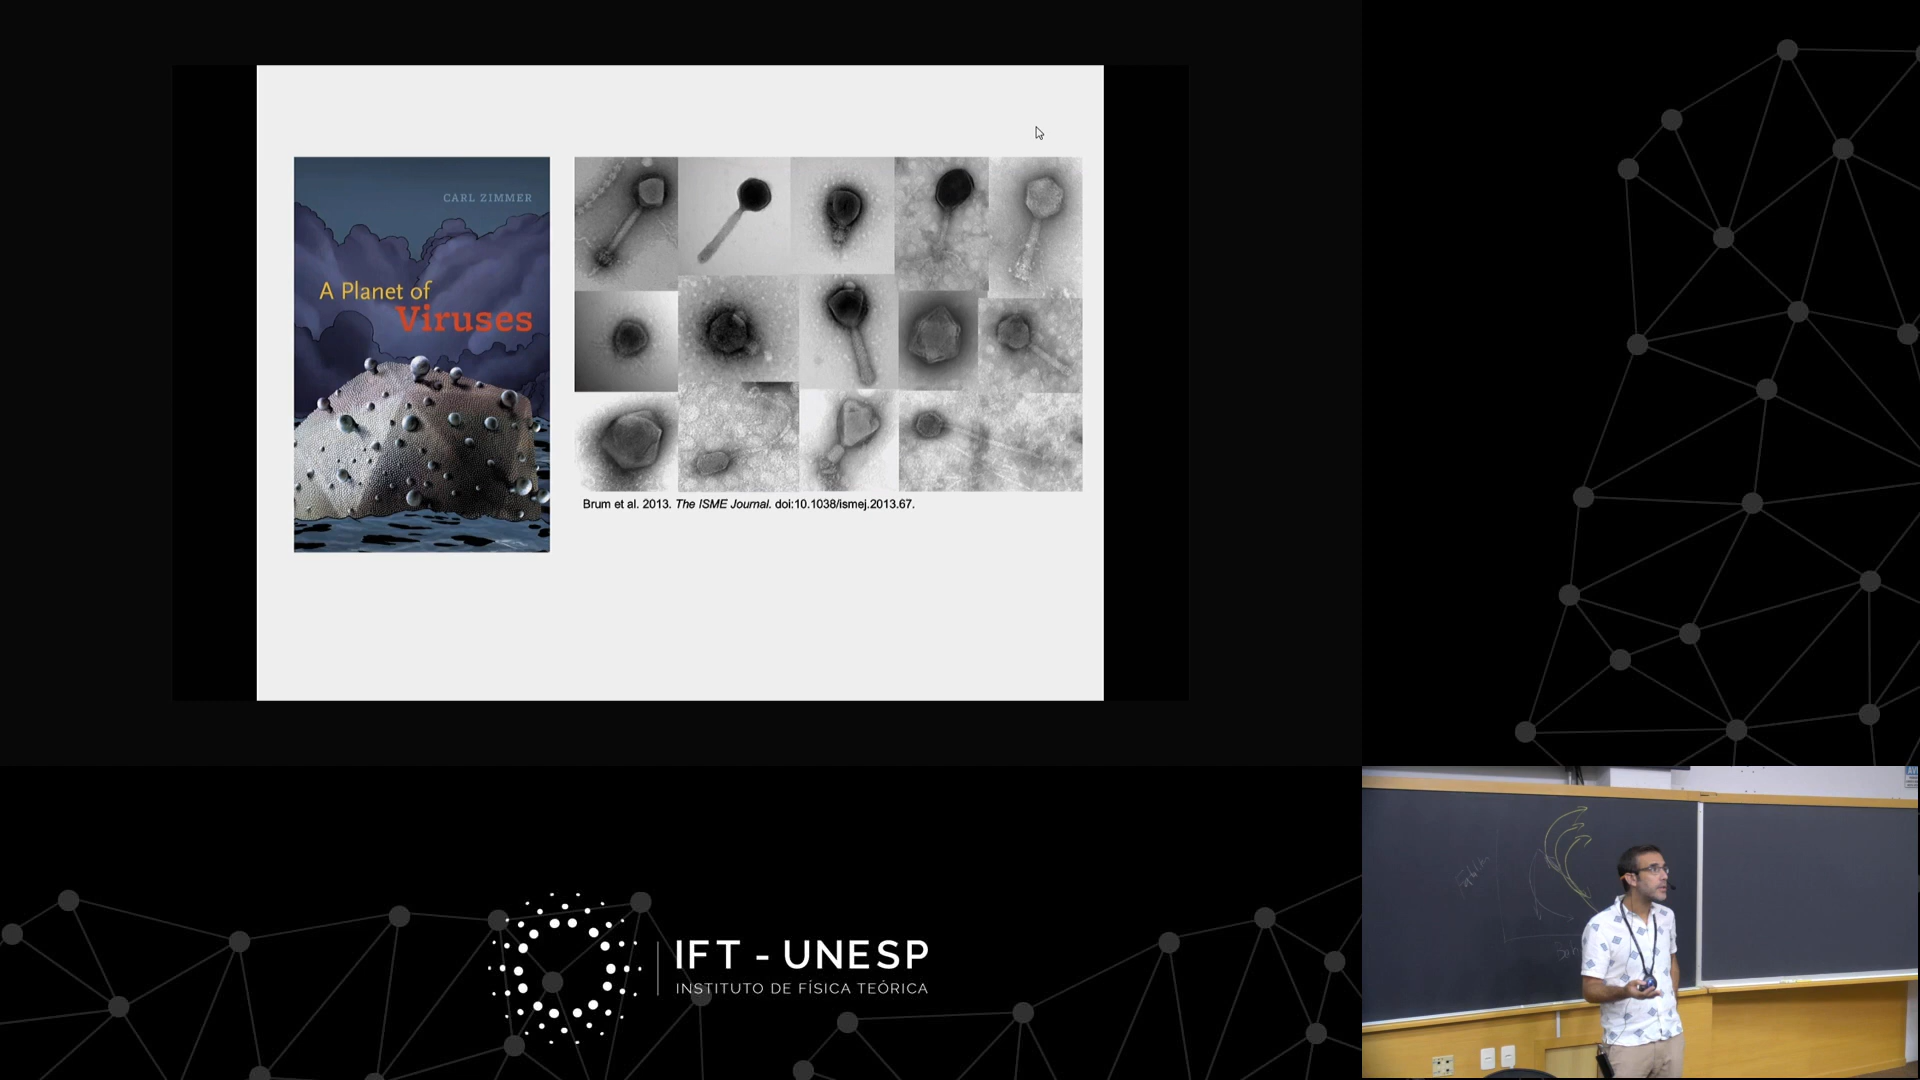 CARL ZIMMER
A Planet of
Viruses
Brum et al. 2013. The ISME Journal. doi:10.1038/ismej.2013.67.
IFT - UNESP
INSTITUTO DE FÍSICA TEÓRICA